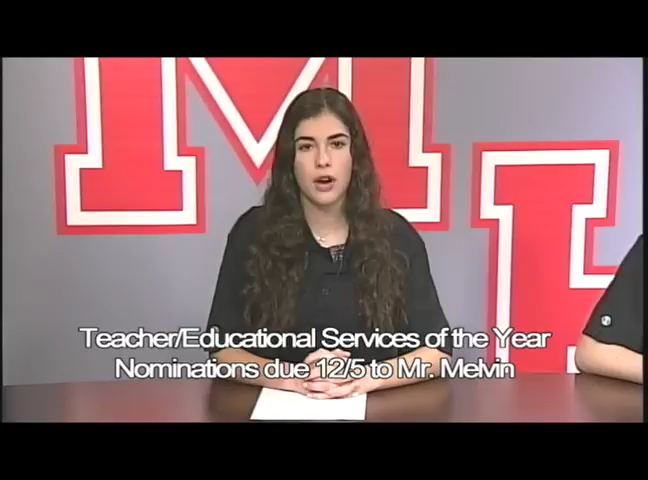 M H
Teacher/Educational Services of the Year
Nominations due 12/5 to Mr. Melvin